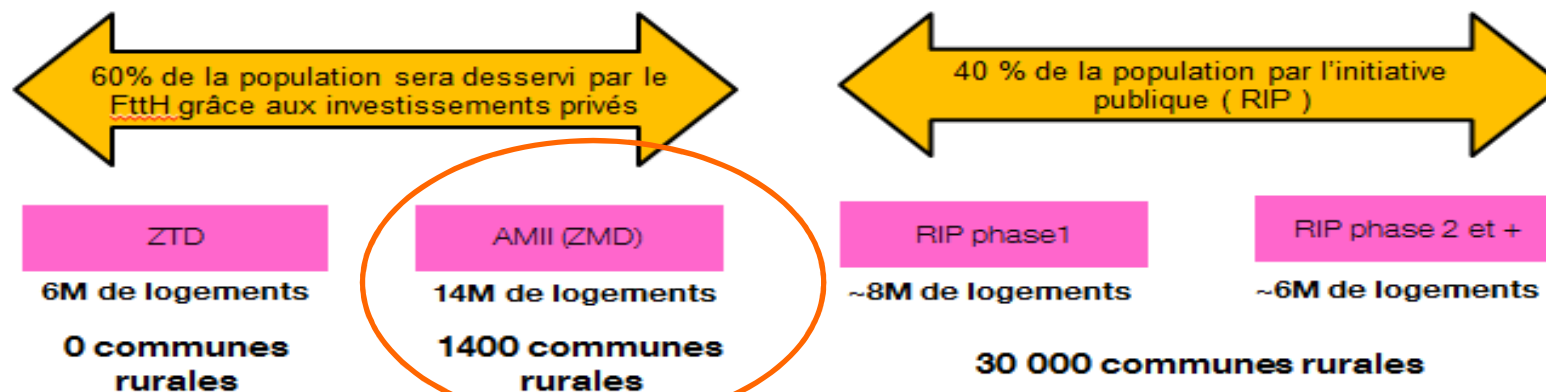 60% de la population sera desservi par le
FttH grâce aux investissements privés
40 % de la population par l'initiative
publique ( RIP )
ZTD
AMII (ZMD)
RIP phase1
RIP phase 2 et +
6M de logements
14M de logements
~8M de logements
~6M de logements
0 communes
rurales
1400 communes
rurales
30 000 communes rurales